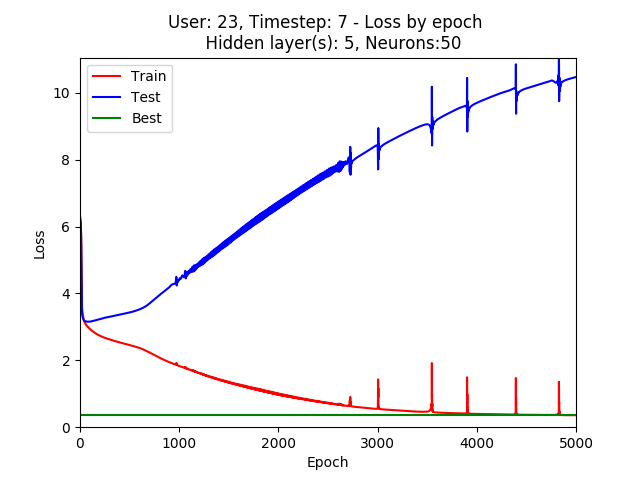 User: 23, Timestep: 7 - Loss by epoch
Hidden layer(s): 5, Neurons:50
Train
Test
Best
Loss
10
8
6
4
2
0
0 1000 2000 3000 4000 5000
Epoch